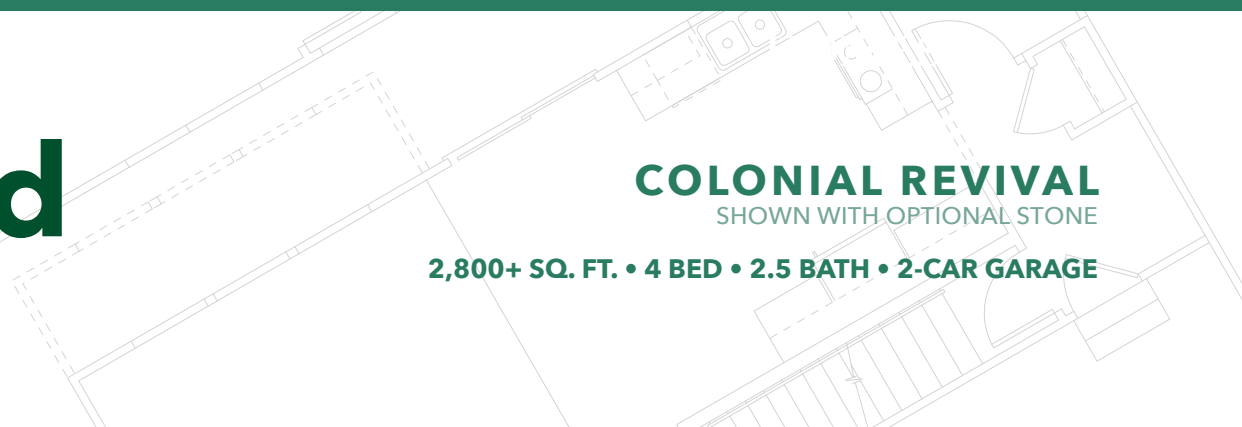 d
COLONIAL REVIVAL
SHOWN WITH OPTIONAL STONE
2,800+ SQ. FT. • 4 BED • 2.5 BATH • 2-CAR GARAGE